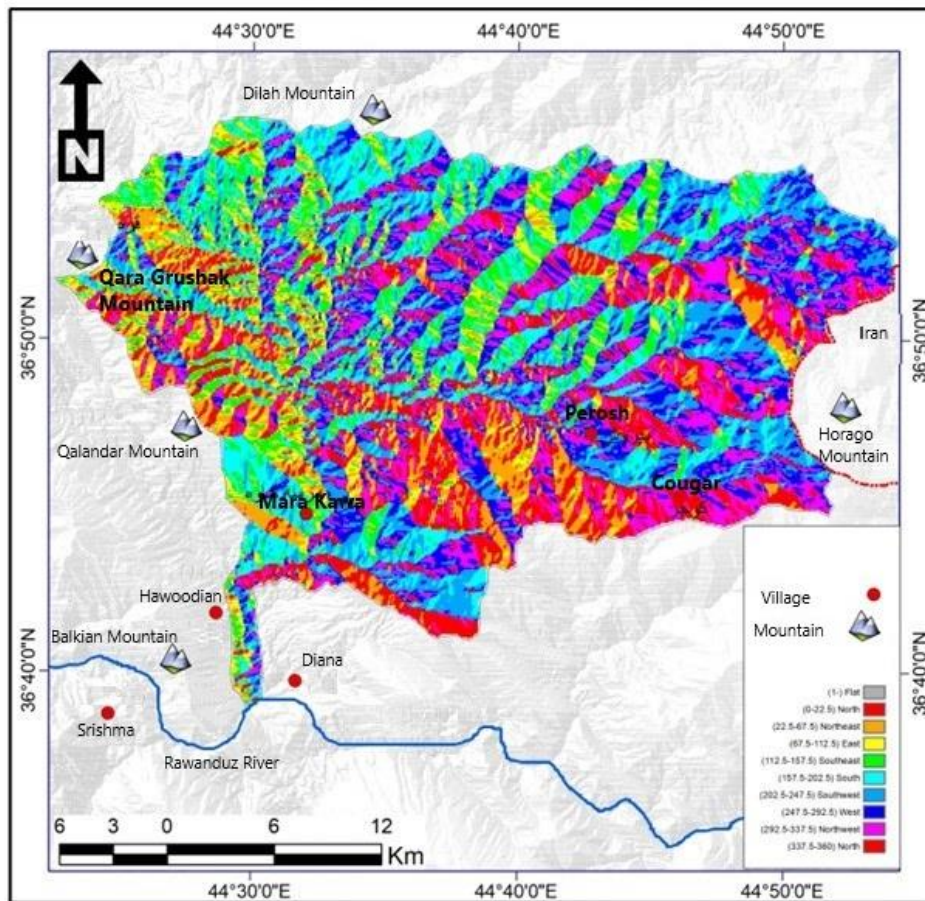 44°30'0"E
44°40'0"E
44°50'0"E
N
Dilah Mountain
Qara Grushak
Mountain
36°50'0"N
36°50'0"N
Iran
Perosh
Horago
Mountain
Qalandar Mountain
Cougar
Mara Kawa
Hawoodian
Village
Balkian Mountain
Mountain
Diana
36°40'0"N
36°40'0"N
Srishma
Rawanduz River
(1-) Flat
(0-22.5) North
(22.5-67.5) Northeast
(67.5-112.5) East
(112.5-157.5) Southeast
(157.5-202.5) South
(202.5-247.5) Southwest
(247.5-292.5) West
(292.5-337.5) Northwest
(337.5-360) North
6 3 0 6 12
Km
44°30'0"E
44°40'0"E
44°50'0"E